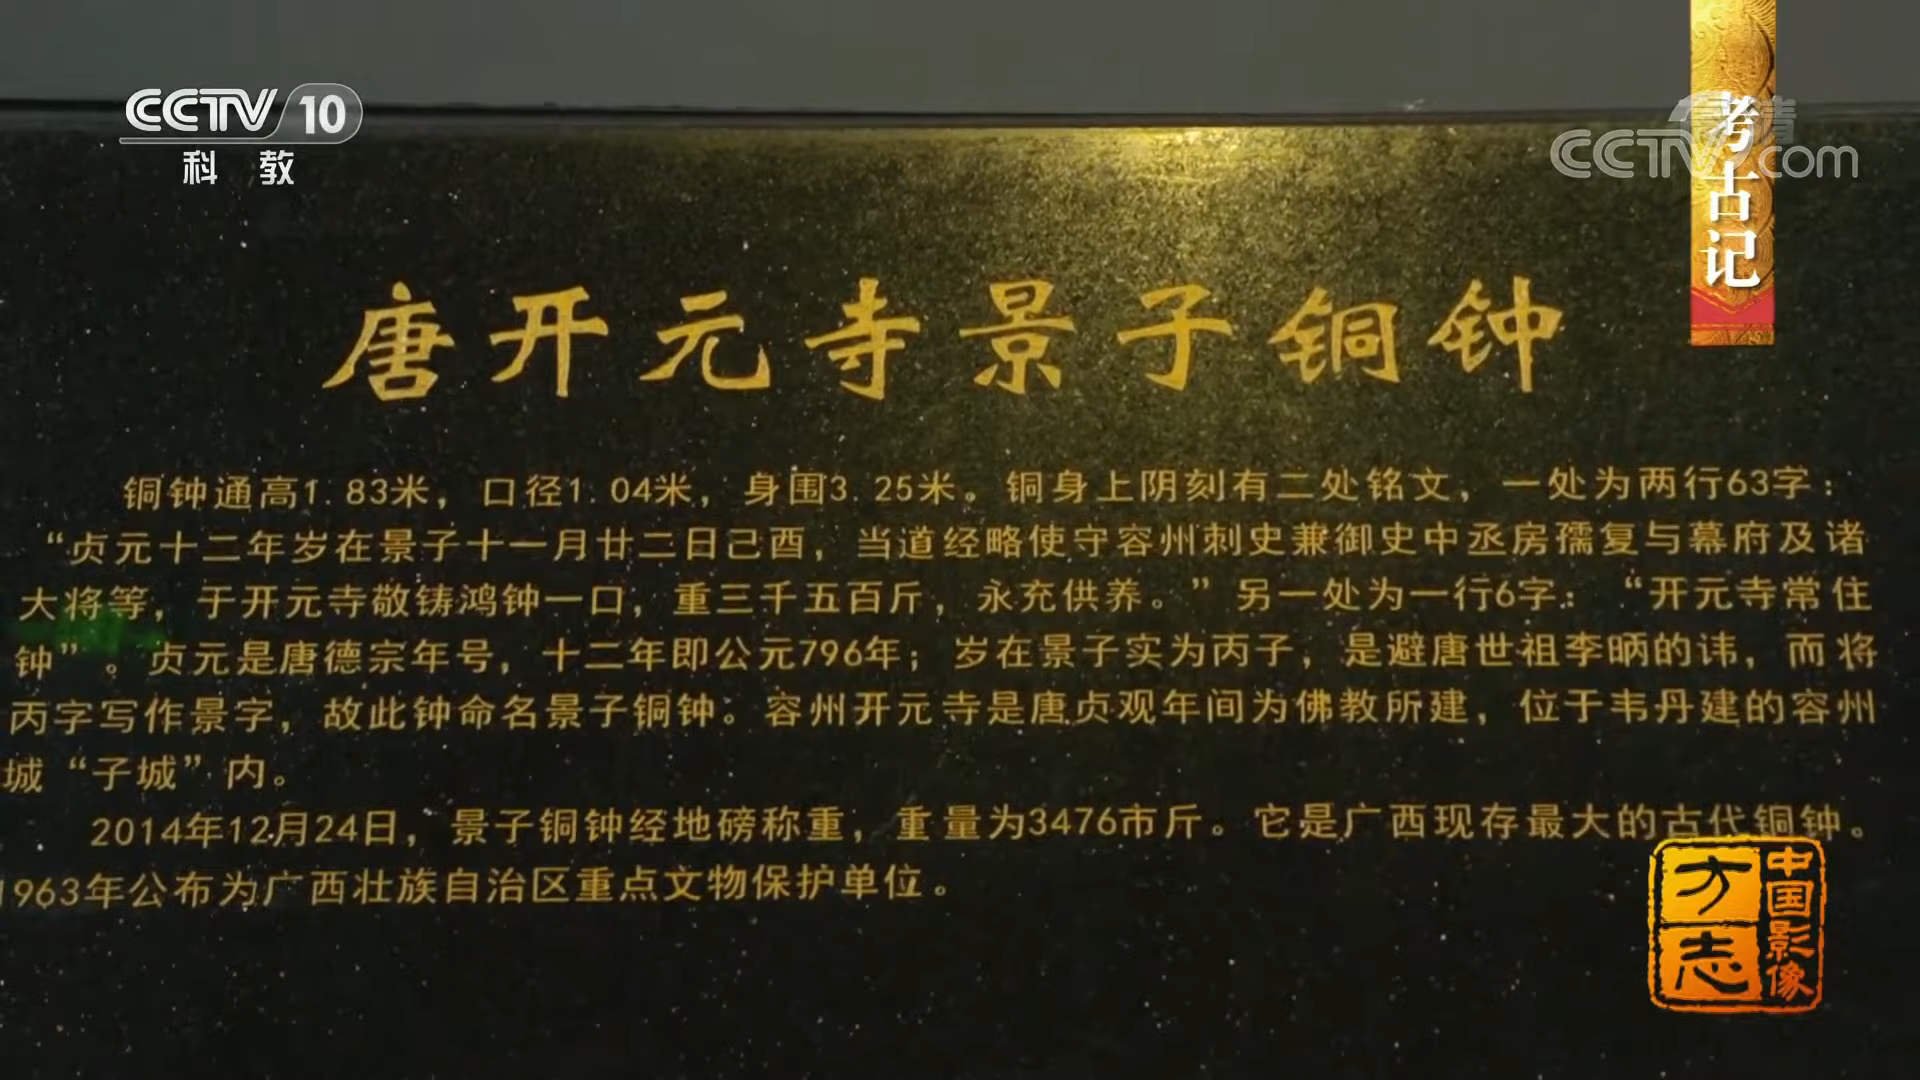 CCTV 10
科 教
考古记
CCTV.com
唐开元寺景子铜钟
铜钟通高1.83米，口径1.04米，身围3.25米。铜身上阴刻有二处铭文，一处为两行63字：
“贞元十二年岁在景子十一月廿二日己酉，当道经略使守容州刺史兼御史中丞房孺复与幕府及诸
大将等，于开元寺敬铸鸿钟一口，重三千五百斤，永充供养。”另一处为一行6字：“开元寺常住
钟”。贞元是唐德宗年号，十二年即公元796年；岁在景子实为丙子，是避唐世祖李昞的讳，而将
丙字写作景字，故此钟命名景子铜钟。容州开元寺是唐贞观年间为佛教所建，位于韦丹建的容州
城“子城”内。
2014年12月24日，景子铜钟经地磅称重，重量为3476市斤。它是广西现存最大的古代铜钟。
1963年公布为广西壮族自治区重点文物保护单位。
中国影像
方志